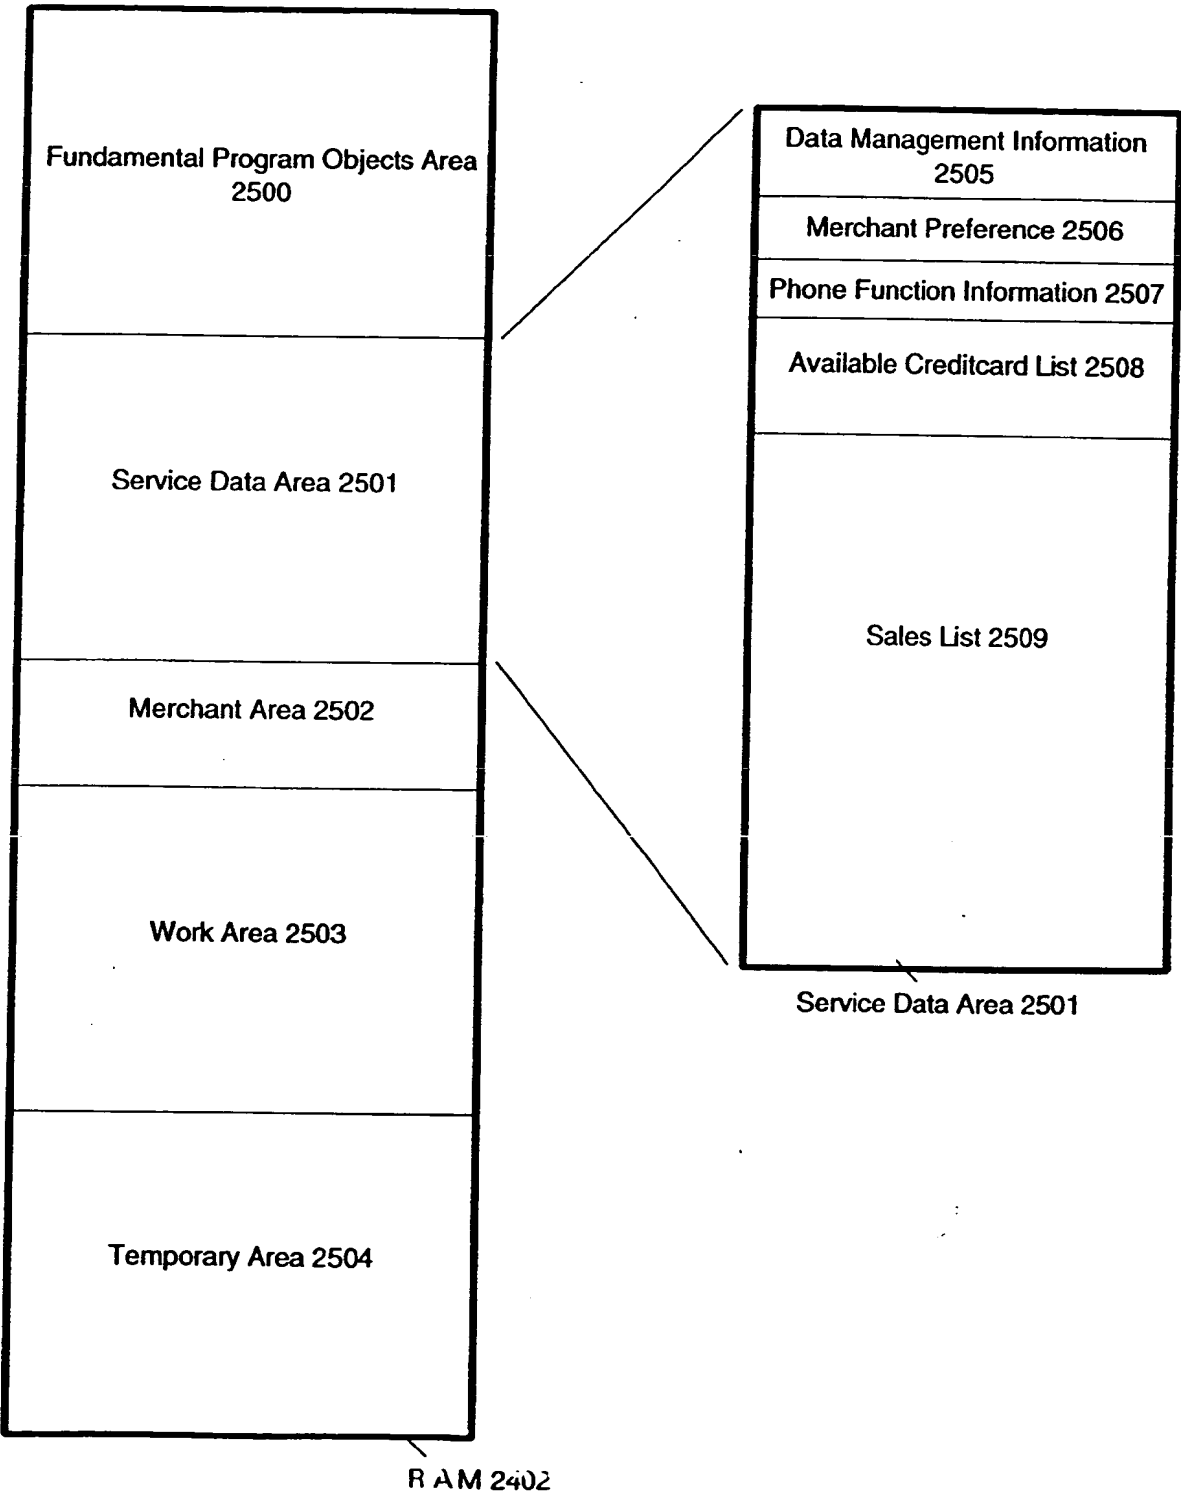 Fundamental Program Objects Area
2500
Service Data Area 2501
Merchant Area 2502
Work Area 2503
Temporary Area 2504
RAM 2402
Data Management Information
2505
Merchant Preference 2506
Phone Function Information 2507
Available Creditcard List 2508
Sales List 2509
Service Data Area 2501